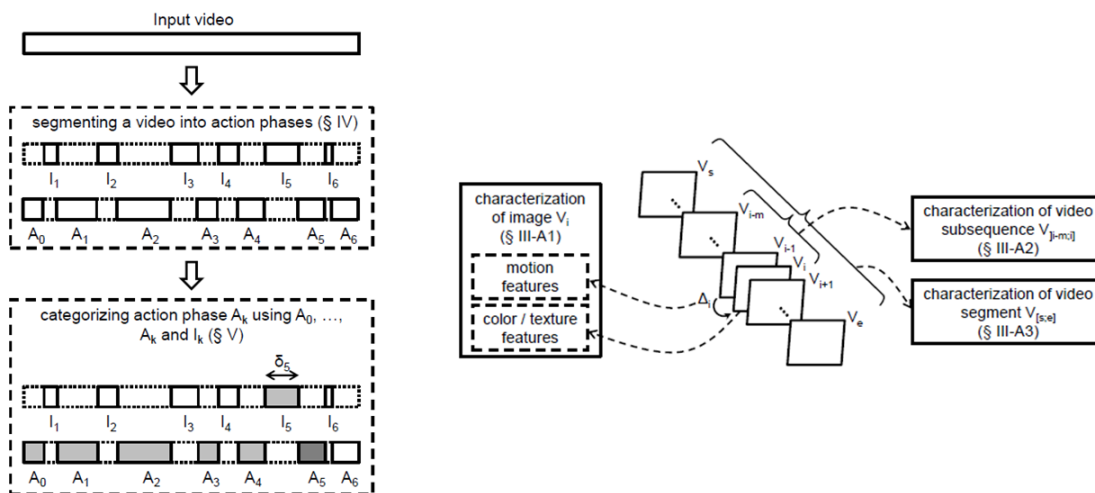 Input video
segmenting a video into action phases (§ IV)
I1 I2 I3 I4 I5 I6
A0 A1 A2 A3 A4 A5 A6
categorizing action phase Ak using A0, …,
Ak and Ik (§ V)
δ5
I1 I2 I3 I4 I5 I6
A0 A1 A2 A3 A4 A5 A6
characterization
of image Vi
(§ III-A1)
motion
features
color / texture
features
Vs
...
Vi-m
...
Vi-1
Vi
Vi+1
Δi
...
Ve
characterization of video
subsequence V]i-m;i]
(§ III-A2)
characterization of video
segment V[s;e]
(§ III-A3)